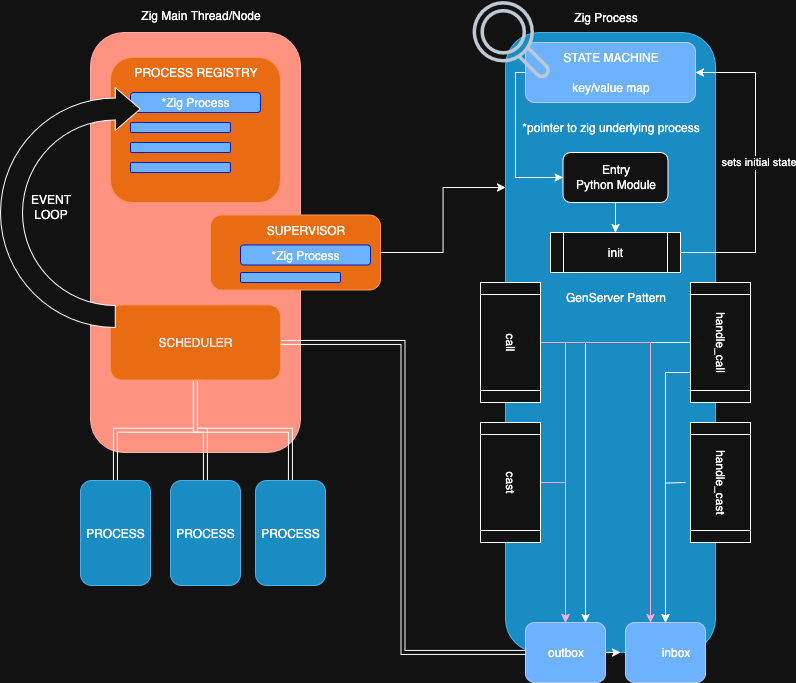 Zig Main Thread/Node
PROCESS REGISTRY
*Zig Process
EVENT
LOOP
SUPERVISOR
*Zig Process
SCHEDULER
PROCESS
PROCESS
PROCESS
Zig Process
STATE MACHINE
key/value map
*pointer to zig underlying process
sets initial state
Entry
Python Module
init
GenServer Pattern
call
handle_call
cast
handle_cast
outbox
inbox